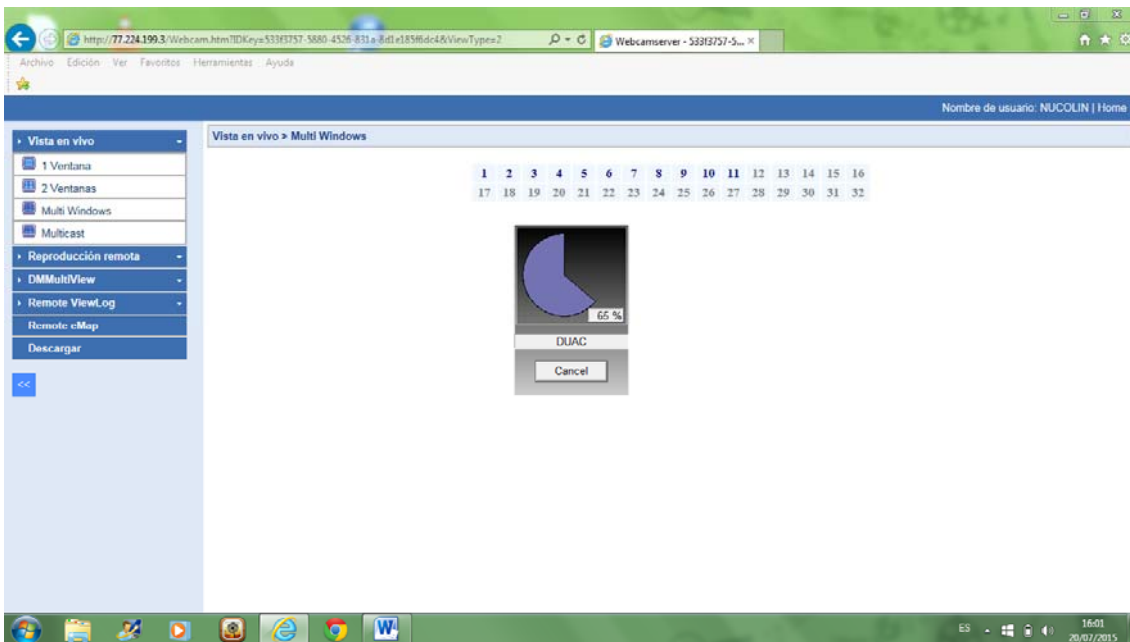 http://77.224.199.3/Webcam.htm?IDKey=533f3757-5880-4526-831a-8d1e185f6dc4&ViewType=2
Webcamserver - 533f3757-5...
Archivo Edición Ver Favoritos Herramientas Ayuda
Nombre de usuario: NUCOLIN | Home
Vista en vivo
Vista en vivo > Multi Windows
1 Ventana
2 Ventanas
Multi Windows
Multicast
Reproducción remota
DMMultiView
Remote ViewLog
Remote eMap
Descargar
<<
1 2 3 4 5 6 7 8 9 10 11 12 13 14 15 16
17 18 19 20 21 22 23 24 25 26 27 28 29 30 31 32
65 %
DUAC
Cancel
W
ES
16:01
20/07/2015